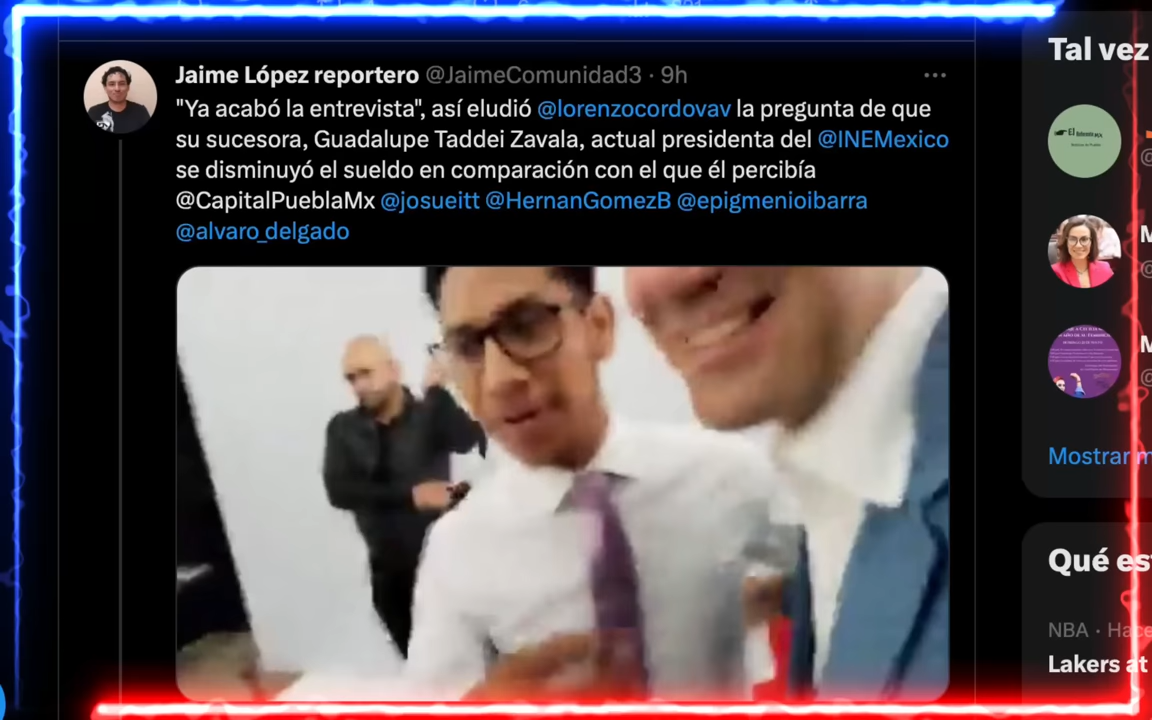 Jaime López reportero @JaimeComunidad3 · 9h
"Ya acabó la entrevista", así eludió @lorenzocordovav la pregunta de que
su sucesora, Guadalupe Taddei Zavala, actual presidenta del @INEMexico
se disminuyó el sueldo en comparación con el que él percibía
@CapitalPueblaMx @josueitt @HernanGomezB @epigmenioibarra
@alvaro_delgado
Tal vez
M
M
Mostrar m
Qué est
NBA · Hace
Lakers at